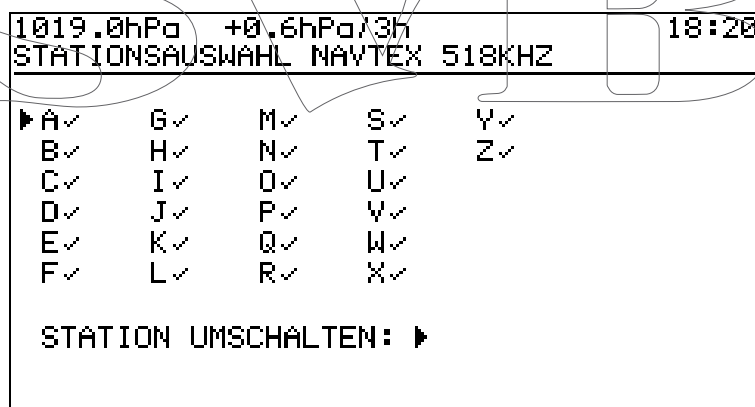 1019.0hPa +0.6hPa/3h 18:20
STATIONSAUSWAHL NAVTEX 518KHZ
▶A✓ G✓ M✓ S✓ Y✓
B✓ H✓ N✓ T✓ Z✓
C✓ I✓ O✓ U✓
D✓ J✓ P✓ V✓
E✓ K✓ Q✓ W✓
F✓ L✓ R✓ X✓
STATION UMSCHALTEN: ▶